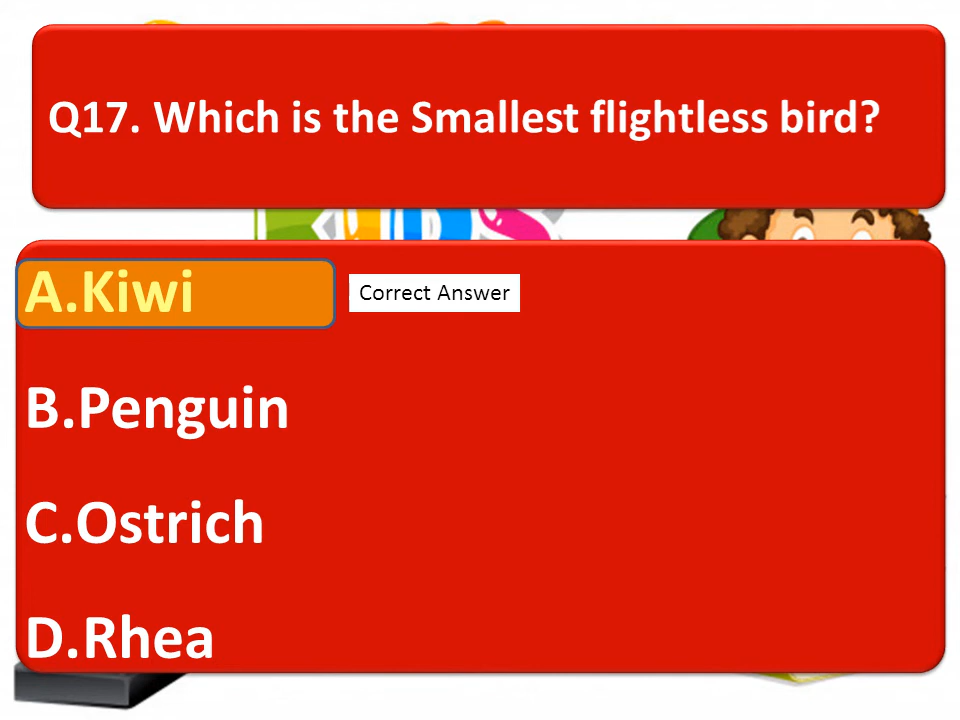 Q17. Which is the Smallest flightless bird?
A.Kiwi
Correct Answer
B.Penguin
C.Ostrich
D.Rhea